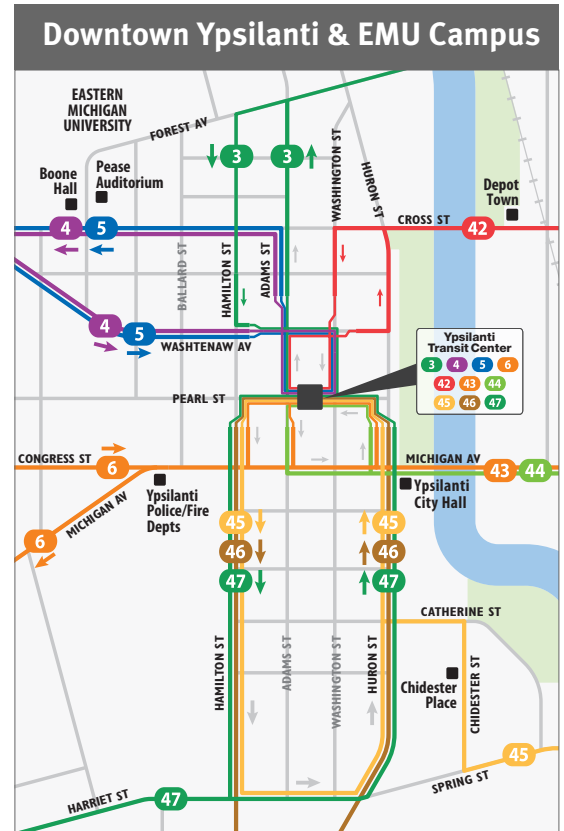 Downtown Ypsilanti & EMU Campus
EASTERN
MICHIGAN
UNIVERSITY
FOREST AV
Boone
Hall
Pease
Auditorium
3
3
WASHINGTON ST
HURON ST
Depot
Town
CROSS ST
42
4
5
BALLARD ST
HAMILTON ST
ADAMS ST
4
5
WASHTENAW AV
Ypsilanti
Transit Center
3
4
5
6
42
43
44
45
46
47
PEARL ST
CONGRESS ST
6
MICHIGAN AV
43
44
MICHIGAN AV
6
Ypsilanti
Police/Fire
Depts
Ypsilanti
City Hall
45
46
47
45
46
47
CATHERINE ST
HAMILTON ST
ADAMS ST
WASHINGTON ST
HURON ST
Chidester
Place
CHIDESTER ST
45
SPRING ST
HARRIET ST
47